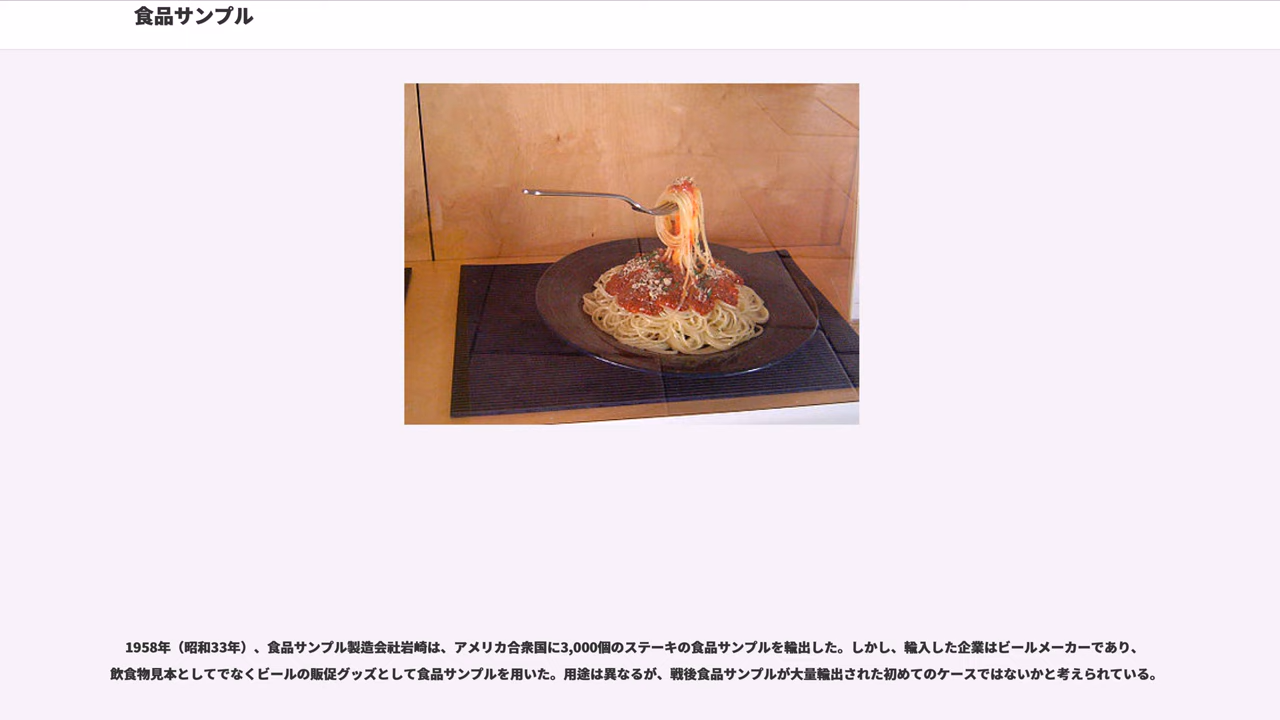 食品サンプル
1958年（昭和33年）、食品サンプル製造会社岩崎は、アメリカ合衆国に3,000個のステーキの食品サンプルを輸出した。しかし、輸入した企業はビールメーカーであり、
飲食物見本としてでなくビールの販促グッズとして食品サンプルを用いた。用途は異なるが、戦後食品サンプルが大量輸出された初めてのケースではないかと考えられている。